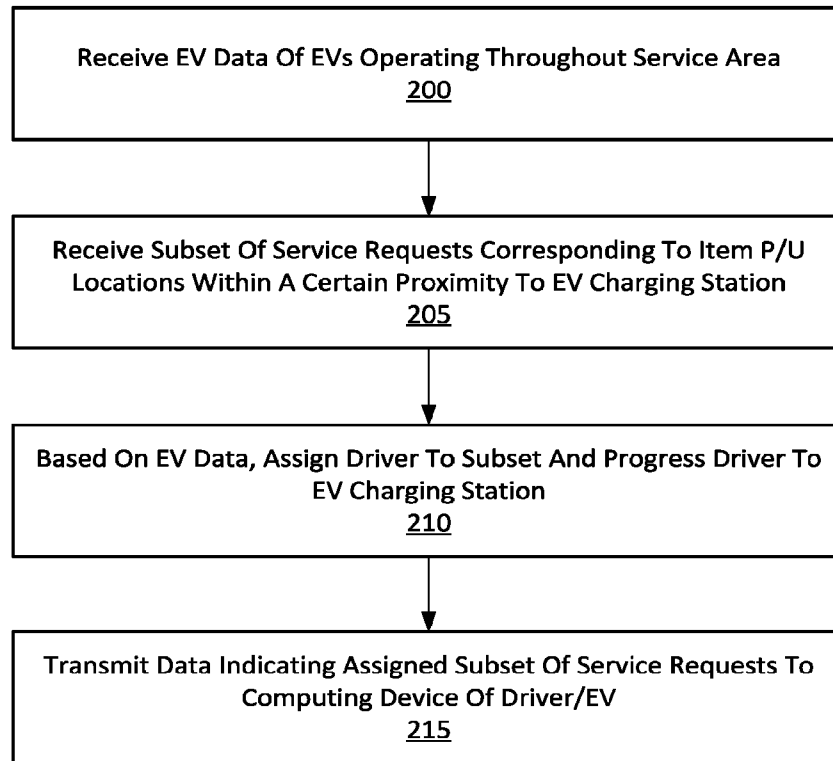 Receive EV Data Of EVs Operating Throughout Service Area
200
Receive Subset Of Service Requests Corresponding To Item P/U
Locations Within A Certain Proximity To EV Charging Station
205
Based On EV Data, Assign Driver To Subset And Progress Driver To
EV Charging Station
210
Transmit Data Indicating Assigned Subset Of Service Requests To
Computing Device Of Driver/EV
215